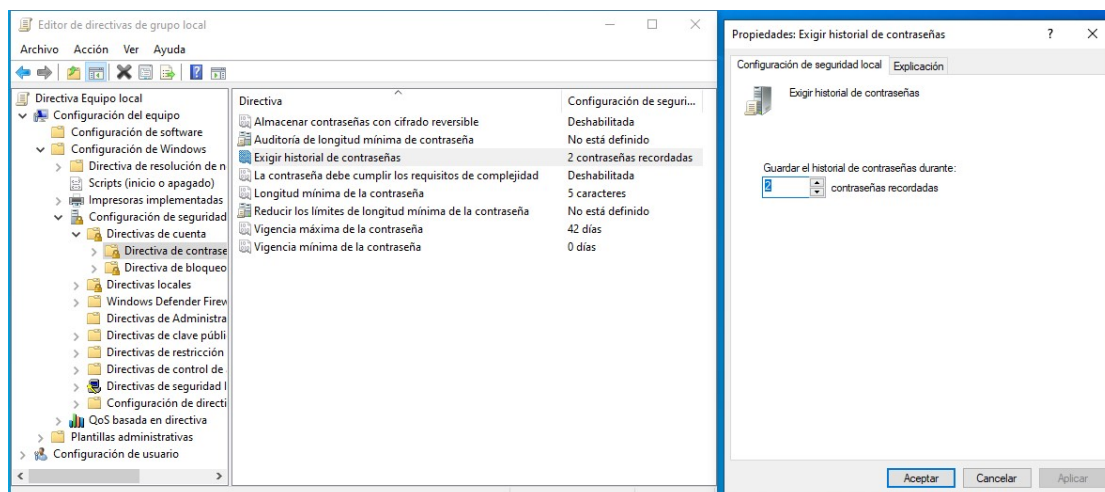 Editor de directivas de grupo local
Archivo Acción Ver Ayuda
Directiva Equipo local
Configuración del equipo
Configuración de software
Configuración de Windows
Directiva de resolución de n
Scripts (inicio o apagado)
Impresoras implementadas
Configuración de seguridad
Directivas de cuenta
Directiva de contrase
Directiva de bloqueo
Directivas locales
Windows Defender Firew
Directivas de Administra
Directivas de clave públi
Directivas de restricción
Directivas de control de
Directivas de seguridad I
Configuración de directi
QoS basada en directiva
Plantillas administrativas
Configuración de usuario
Directiva Configuración de seguri...
Almacenar contraseñas con cifrado reversible Deshabilitada
Auditoría de longitud mínima de contraseña No está definido
Exigir historial de contraseñas 2 contraseñas recordadas
La contraseña debe cumplir los requisitos de complejidad Deshabilitada
Longitud mínima de la contraseña 5 caracteres
Reducir los límites de longitud mínima de la contraseña No está definido
Vigencia máxima de la contraseña 42 días
Vigencia mínima de la contraseña 0 días
Propiedades: Exigir historial de contraseñas ? X
Configuración de seguridad local Explicación
Exigir historial de contraseñas
Guardar el historial de contraseñas durante:
2 contraseñas recordadas
Aceptar Cancelar Aplicar